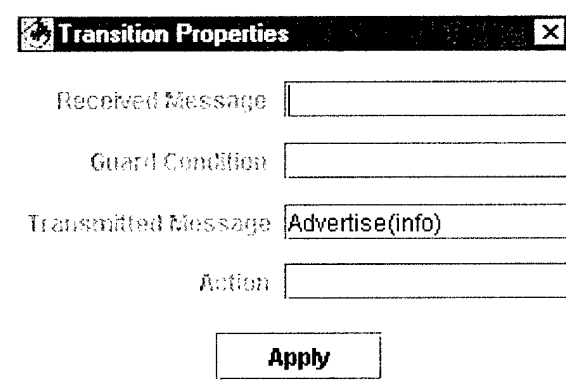 Transition Properties
Received Message
Guard Condition
Transmitted Message Advertise(info)
Action
Apply